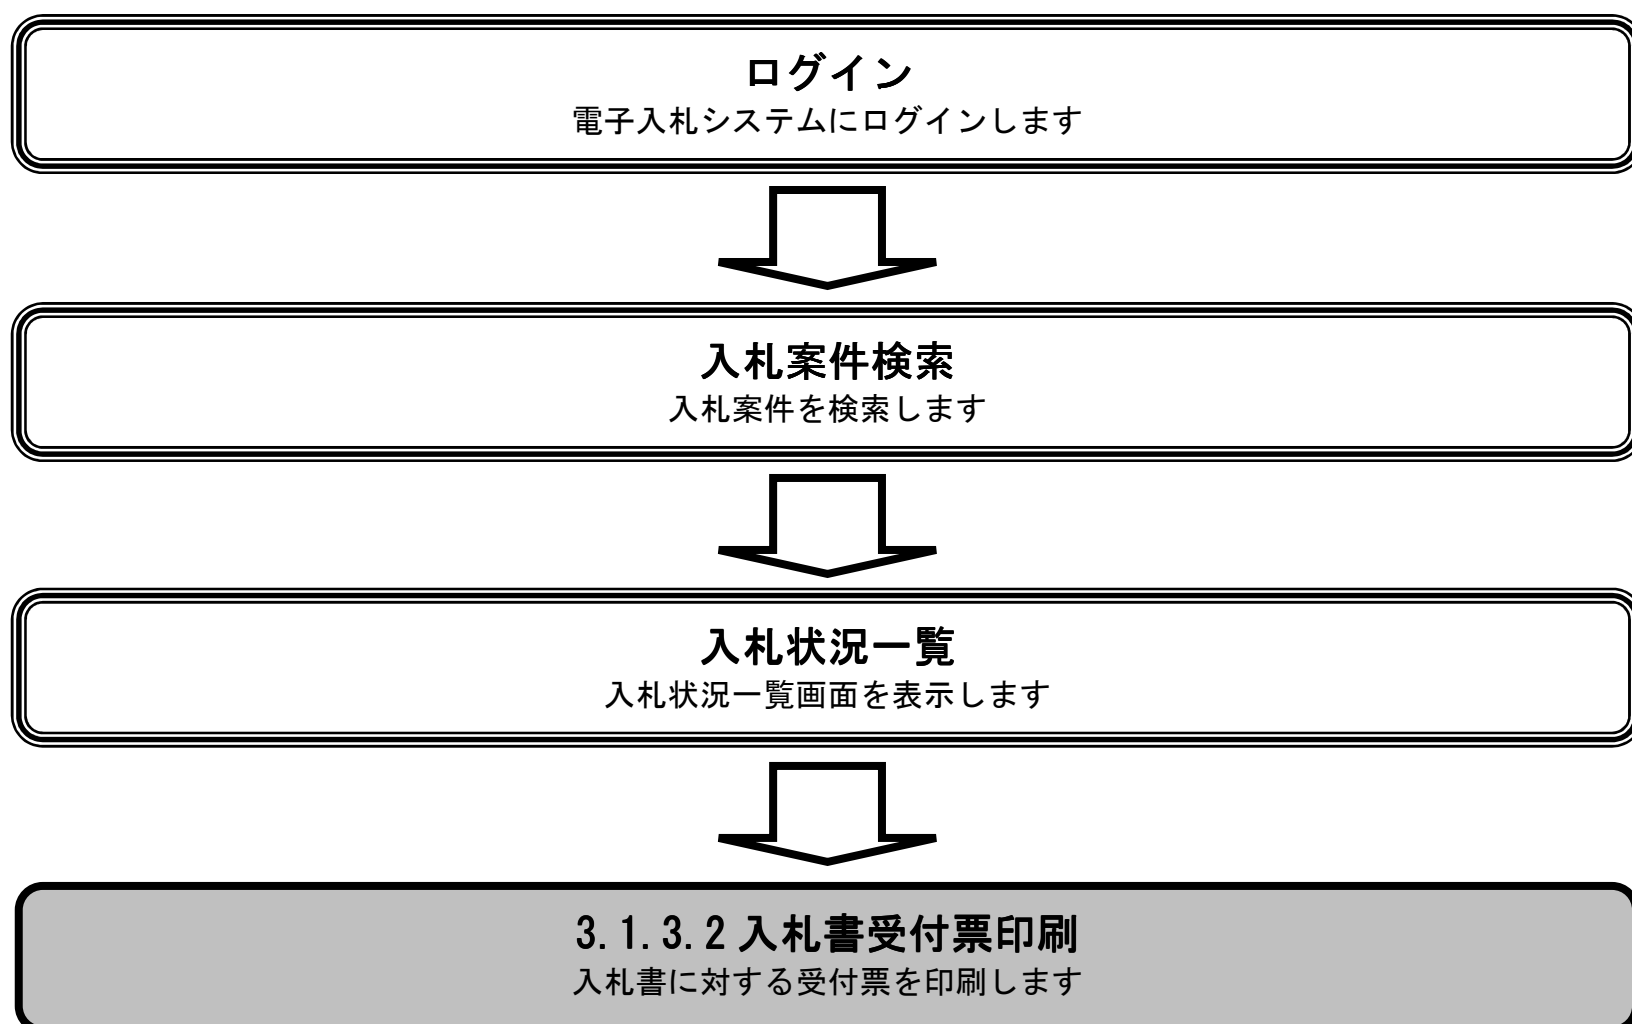 ログイン
電子入札システムにログインします
入札案件検索
入札案件を検索します
入札状況一覧
入札状況一覧画面を表示します
3.1.3.2入札書受付票印刷
入札書に対する受付票を印刷します